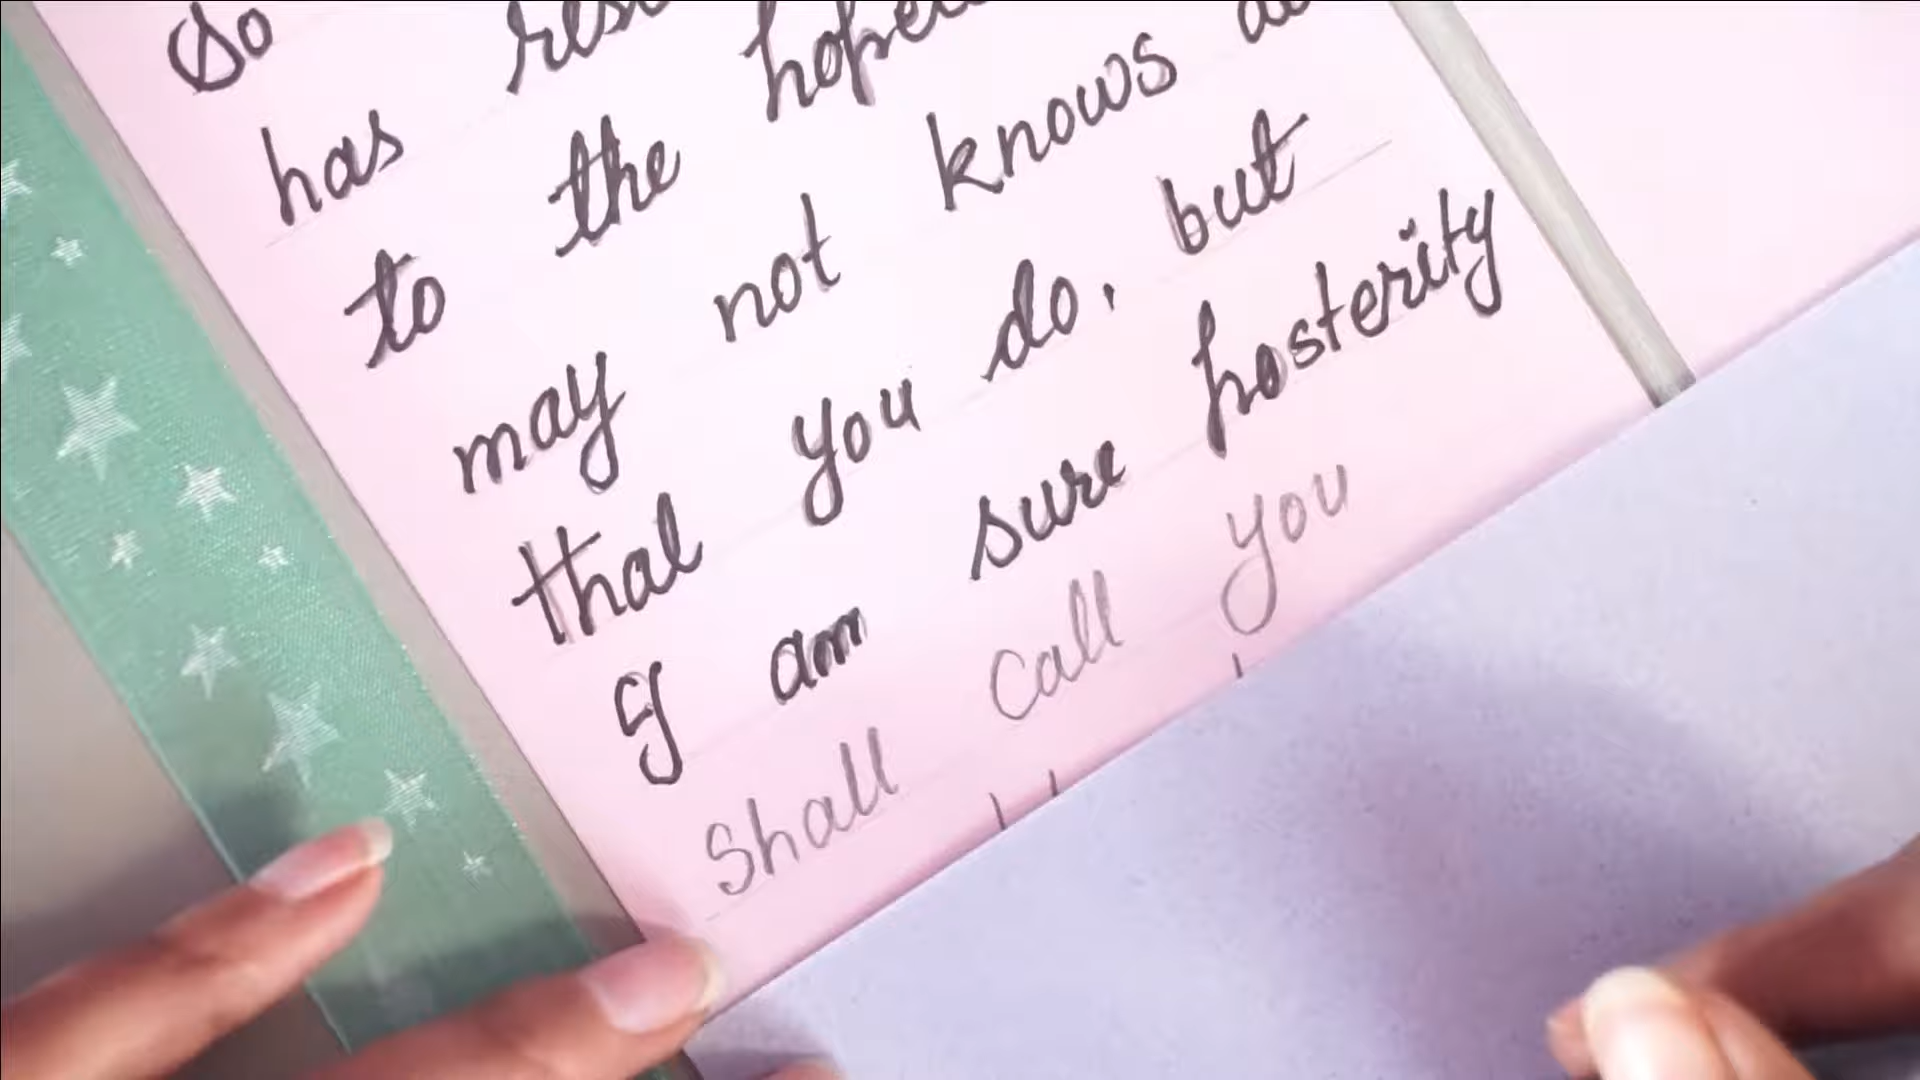 So
has
to the
may not knows
that you do, but
I am sure posterity
Shall call you